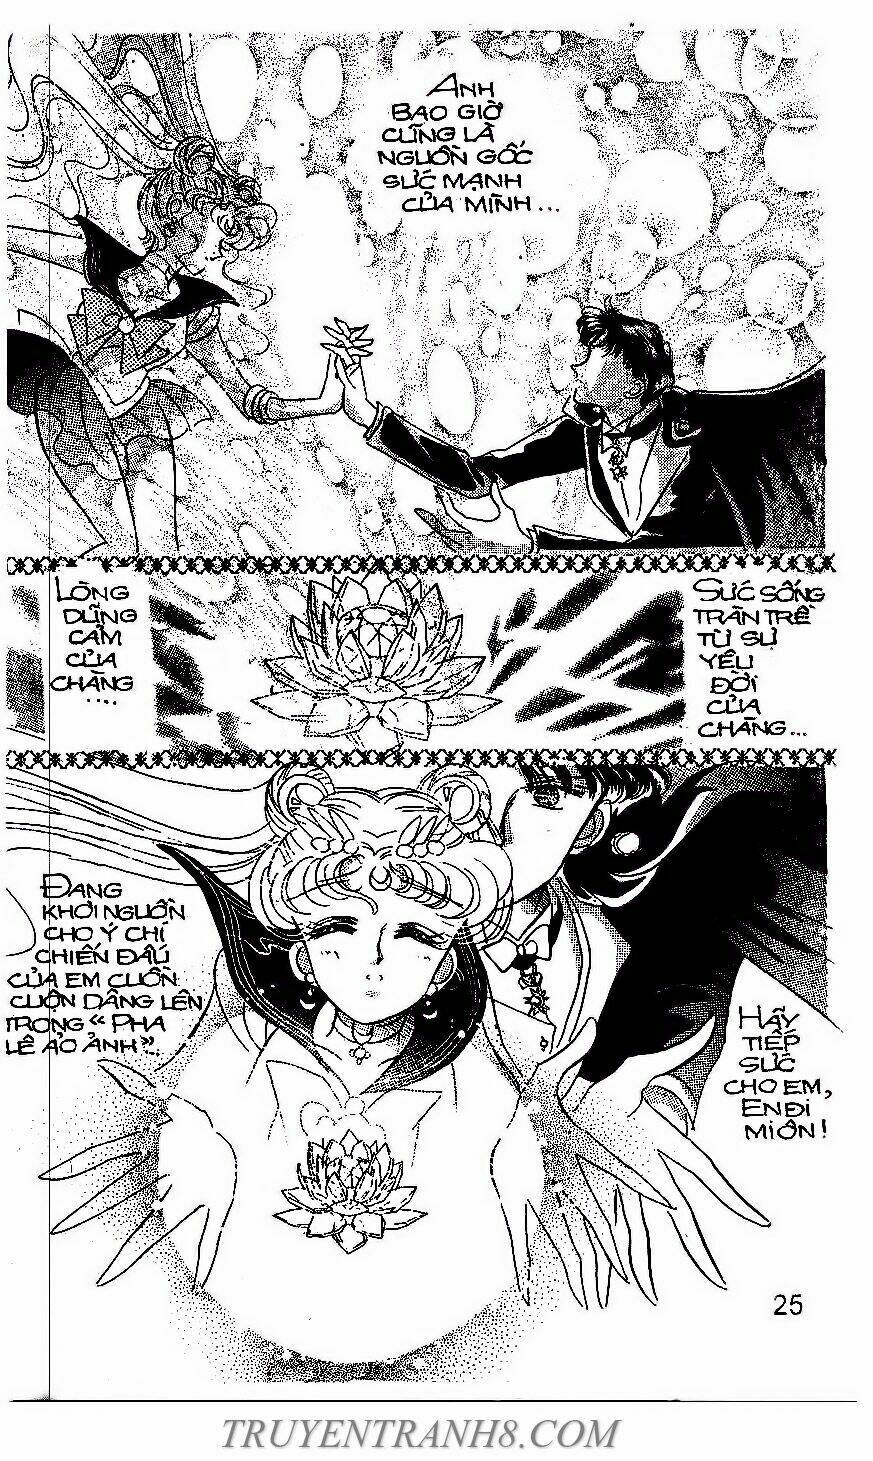 ANH
BAO GIỜ
CŨNG LÀ
NGUỒN GỐC
SỨC MẠNH
CỦA MÌNH...
LÒNG
DŨNG
CẢM
CỦA
CHÀNG
....
SỨC SỐNG
TRÀN TRỀ
TỪ SỰ
YÊU
ĐỜI
CỦA
CHÀNG...
ĐANG
KHƠI NGUỒN
CHO Ý CHÍ
CHIẾN ĐẤU
CỦA EM CUỒN
CUỘN DÂNG LÊN
TRONG "PHA
LÊ ẢO ẢNH"...
HÃY
TIẾP
SỨC
CHO EM,
ENĐI
MIÔN!
25
TRUYENTRANH8.COM